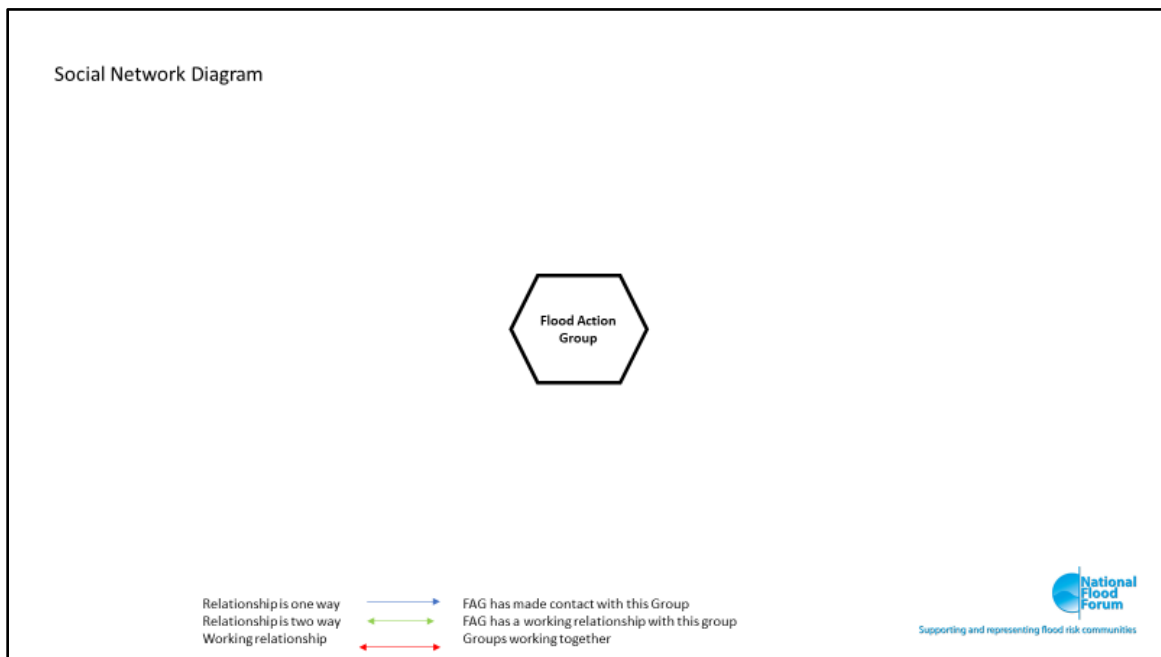 Social Network Diagram
Flood Action
Group
Relationship is one way FAG has made contact with this Group
Relationship is two way FAG has a working relationship with this group
Working relationship Groups working together
National
Flood
Forum
Supporting and representing flood risk communities